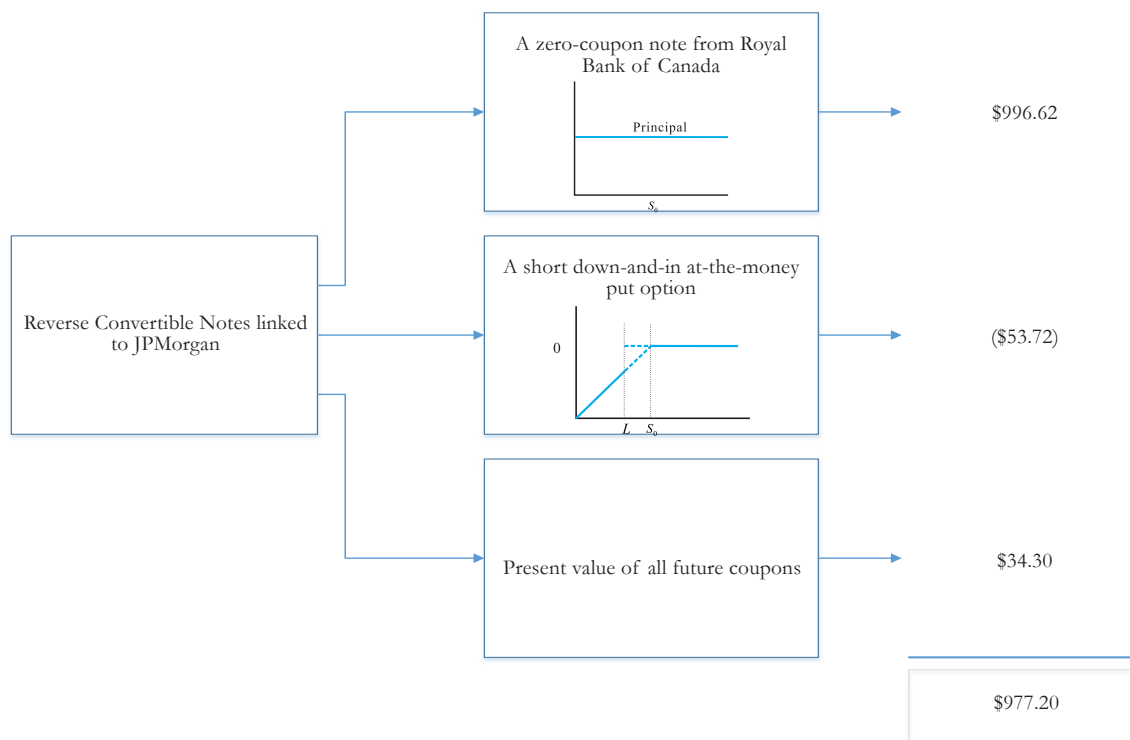 A zero-coupon note from Royal
Bank of Canada
Principal
S₀
$996.62
Reverse Convertible Notes linked
to JPMorgan
A short down-and-in at-the-money
put option
0
L S₀
($53.72)
Present value of all future coupons
$34.30
$977.20